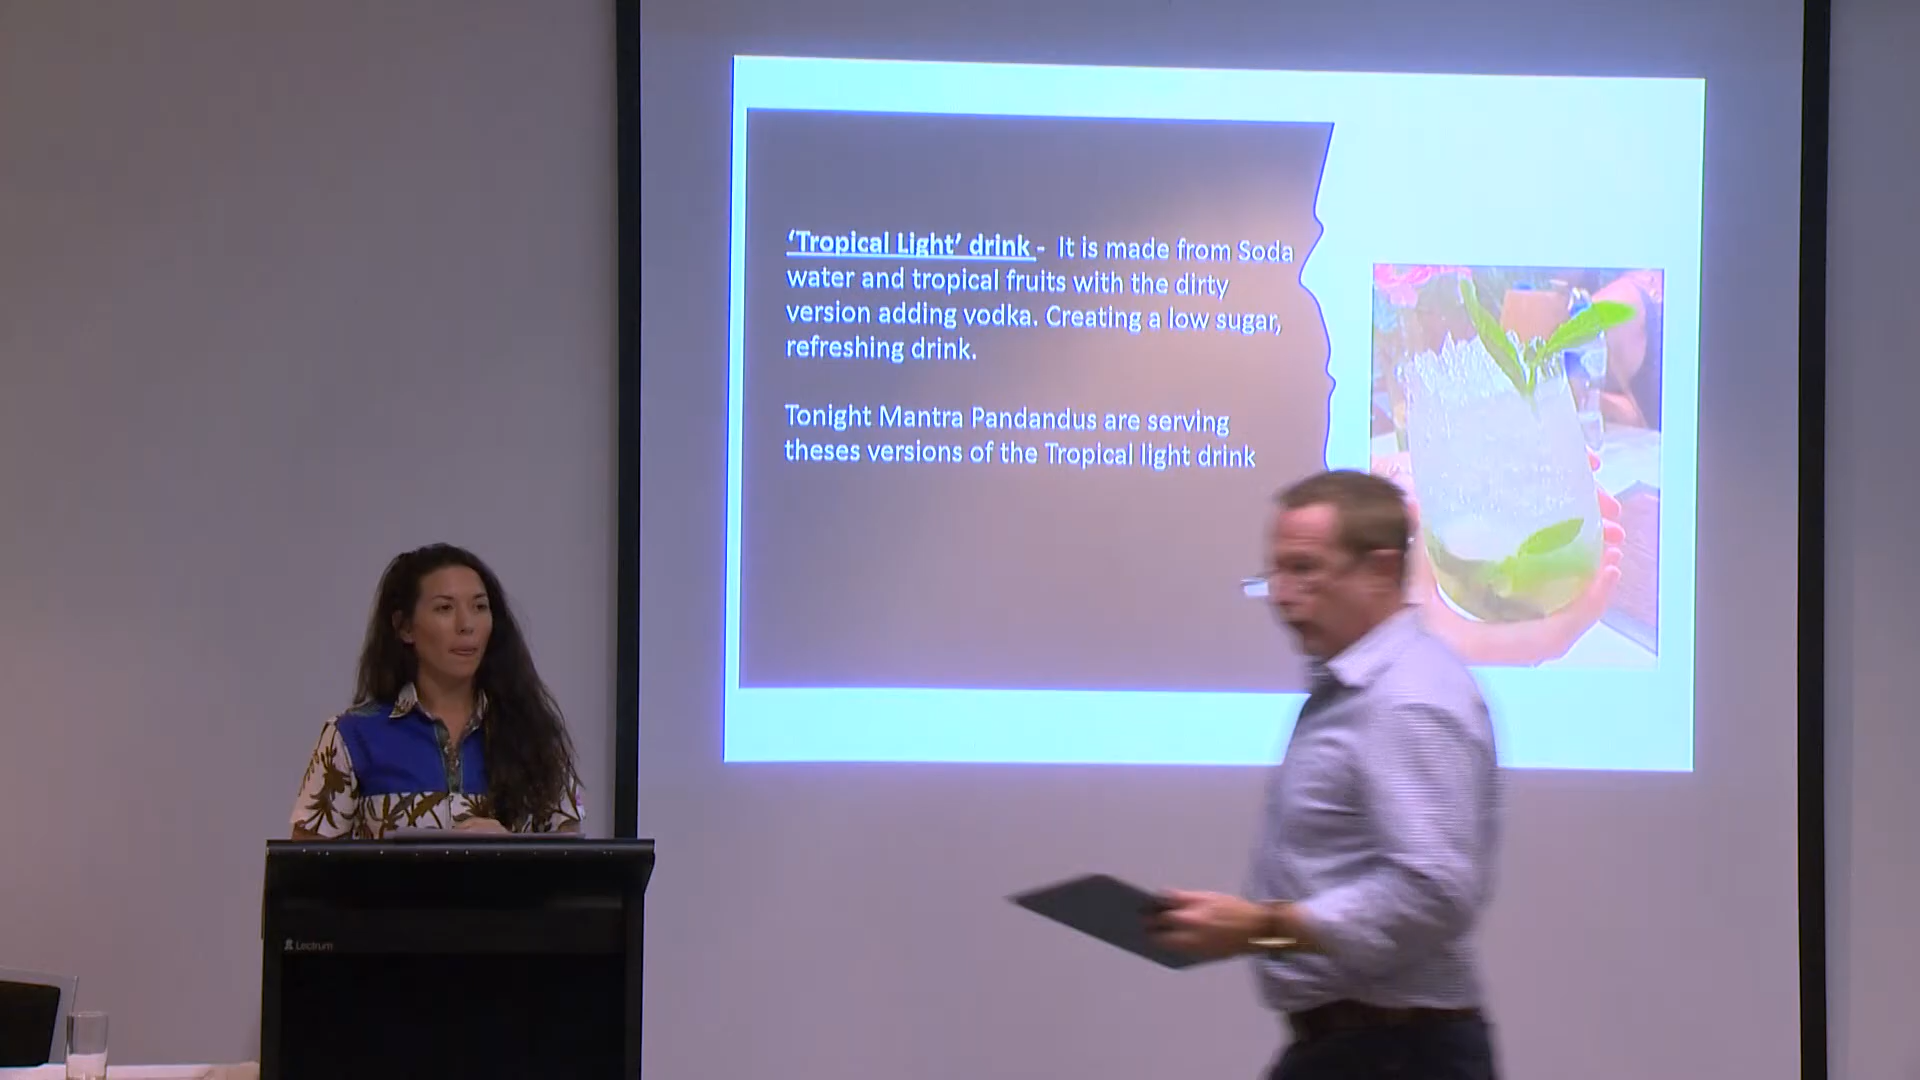 ‘Tropical Light’ drink - It is made from Soda
water and tropical fruits with the dirty
version adding vodka. Creating a low sugar,
refreshing drink.
Tonight Mantra Pandandus are serving
theses versions of the Tropical light drink
Lectrum